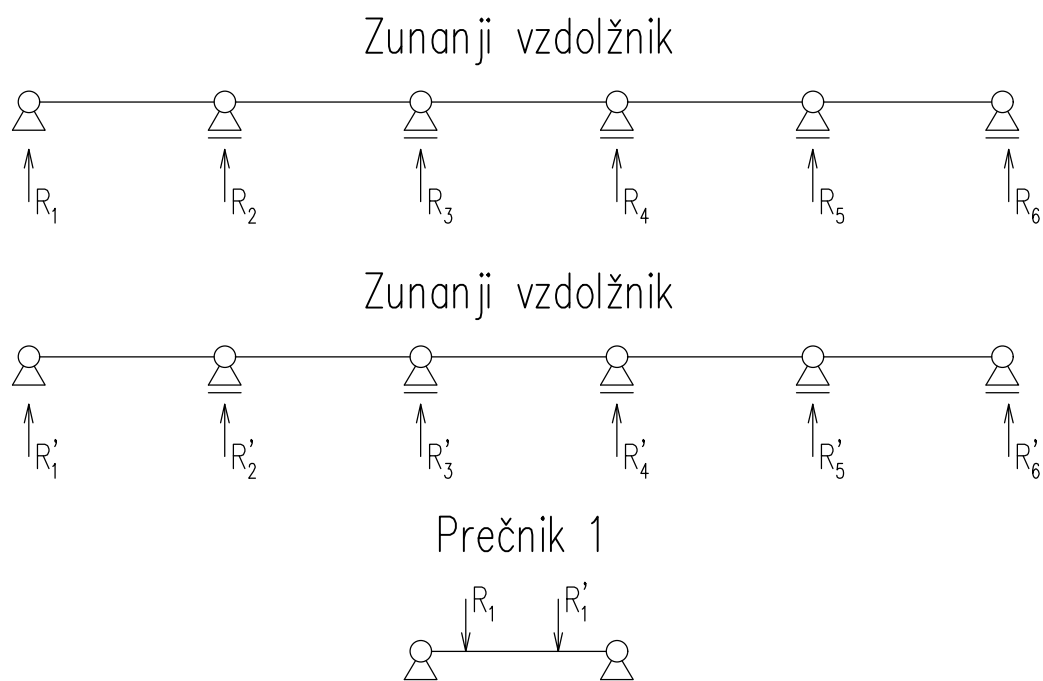 Zunanji vzdolžnik
R1 R2 R3 R4 R5 R6
Zunanji vzdolžnik
R'1 R'2 R'3 R'4 R'5 R'6
Prečnik 1
R1 R'1